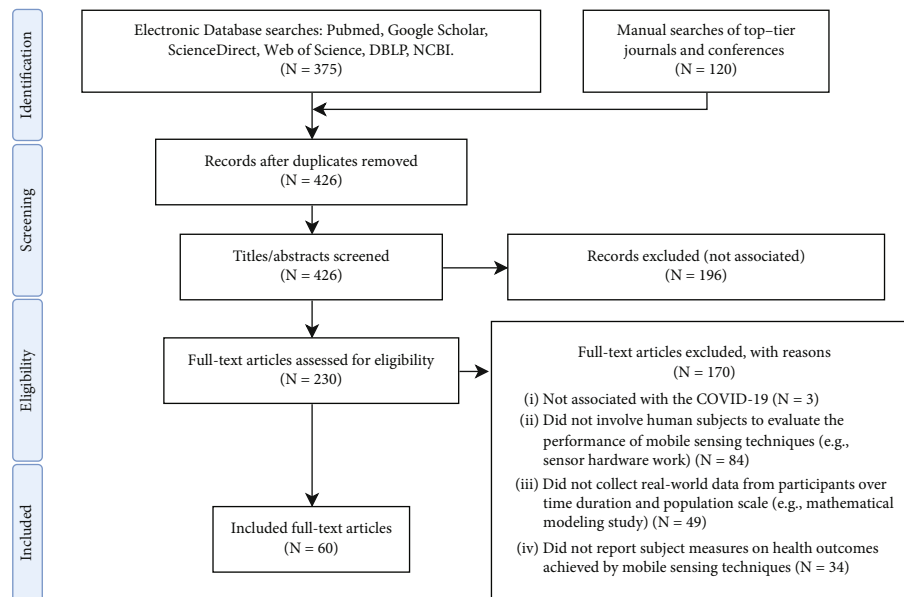 Identification
Electronic Database searches: Pubmed, Google Scholar,
ScienceDirect, Web of Science, DBLP, NCBI.
(N = 375)
Manual searches of top–tier
journals and conferences
(N = 120)
Screening
Records after duplicates removed
(N = 426)
Titles/abstracts screened
(N = 426)
Records excluded (not associated)
(N = 196)
Eligibility
Full-text articles assessed for eligibility
(N = 230)
Full-text articles excluded, with reasons
(N = 170)
(i) Not associated with the COVID-19 (N = 3)
(ii) Did not involve human subjects to evaluate the
performance of mobile sensing techniques (e.g.,
sensor hardware work) (N = 84)
(iii) Did not collect real-world data from participants over
time duration and population scale (e.g., mathematical
modeling study) (N = 49)
(iv) Did not report subject measures on health outcomes
achieved by mobile sensing techniques (N = 34)
Included
Included full-text articles
(N = 60)